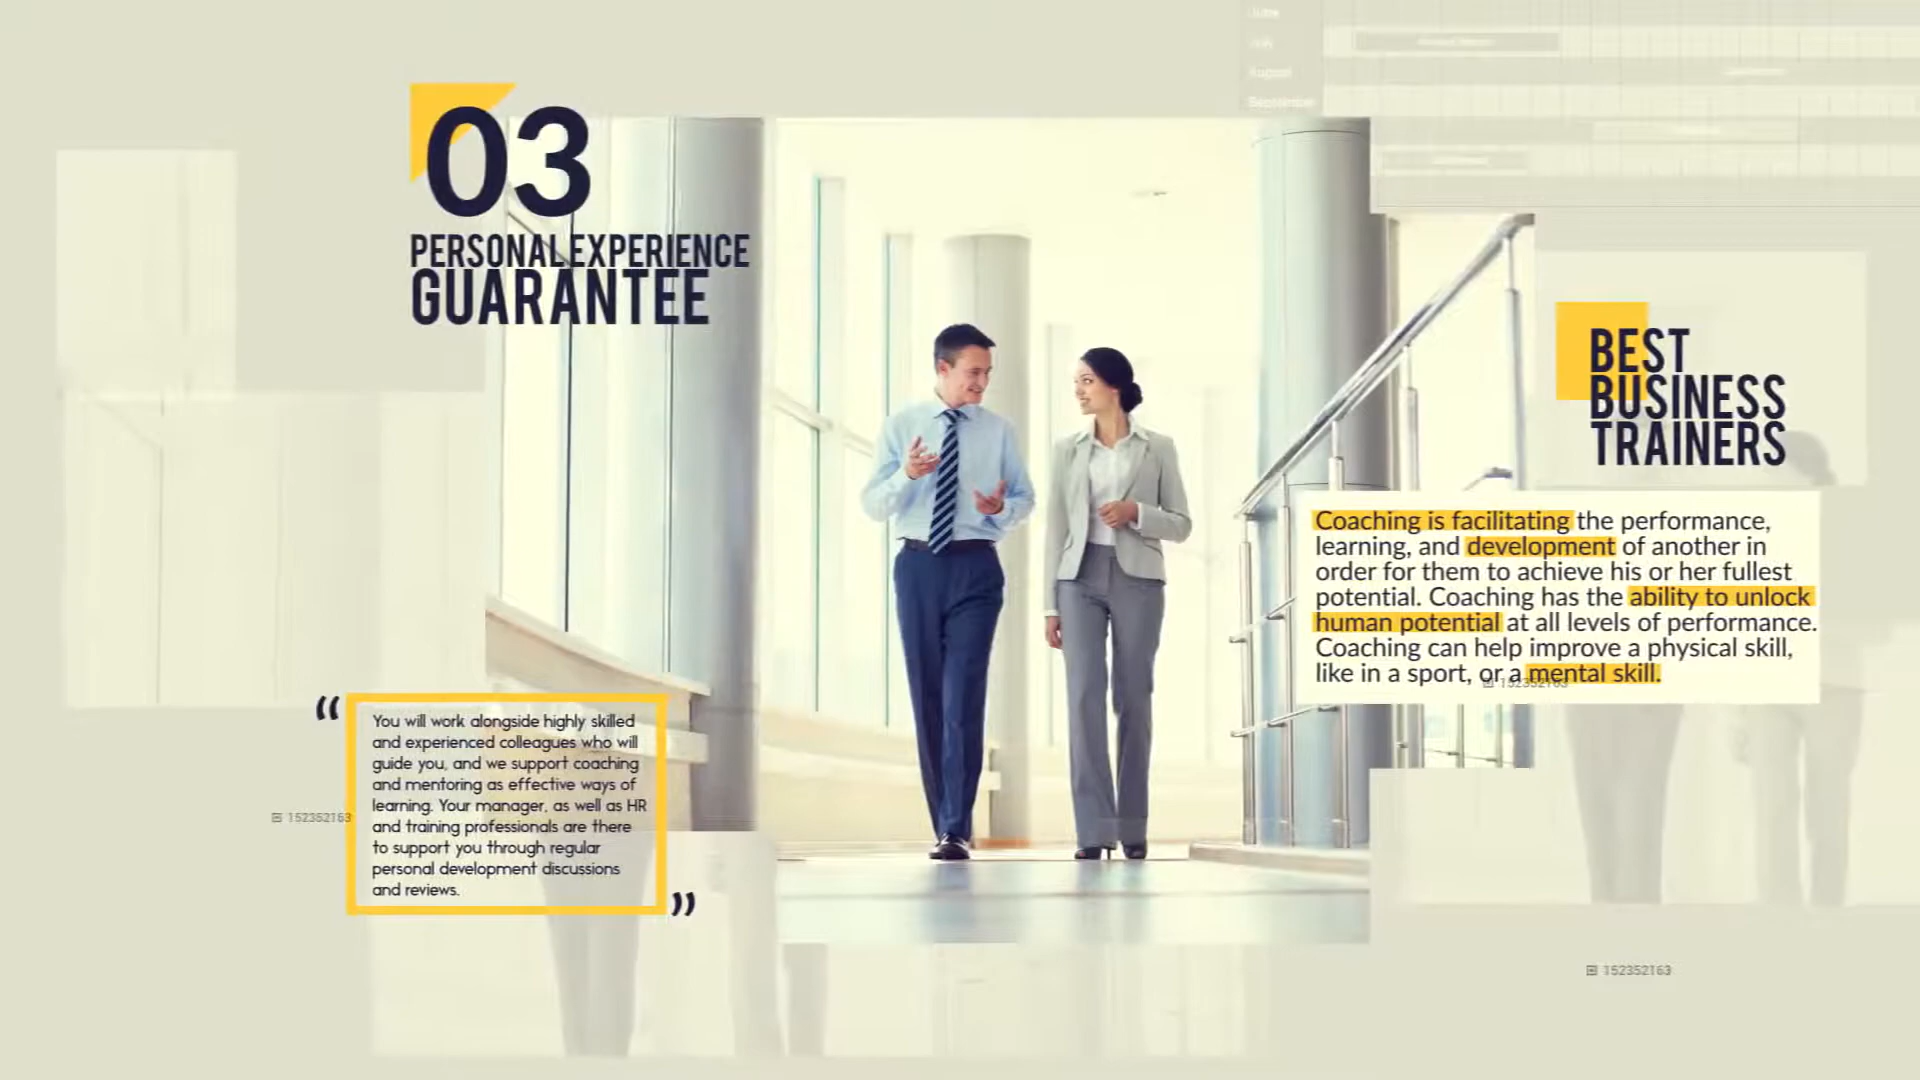 June
July
August
September
03
PERSONAL EXPERIENCE
GUARANTEE
BEST
BUSINESS
TRAINERS
Coaching is facilitating the performance,
learning, and development of another in
order for them to achieve his or her fullest
potential. Coaching has the ability to unlock
human potential at all levels of performance.
Coaching can help improve a physical skill,
like in a sport, or a mental skill.
152352163
“
You will work alongside highly skilled
and experienced colleagues who will
guide you, and we support coaching
and mentoring as effective ways of
learning. Your manager, as well as HR
and training professionals are there
to support you through regular
personal development discussions
and reviews.
”
152352163
152352163